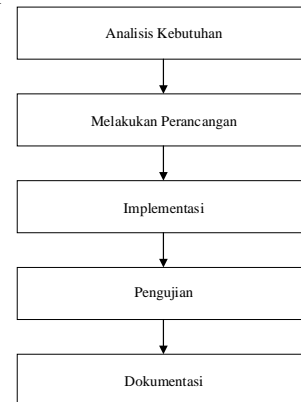 Analisis Kebutuhan
Melakukan Perancangan
Implementasi
Pengujian
Dokumentasi